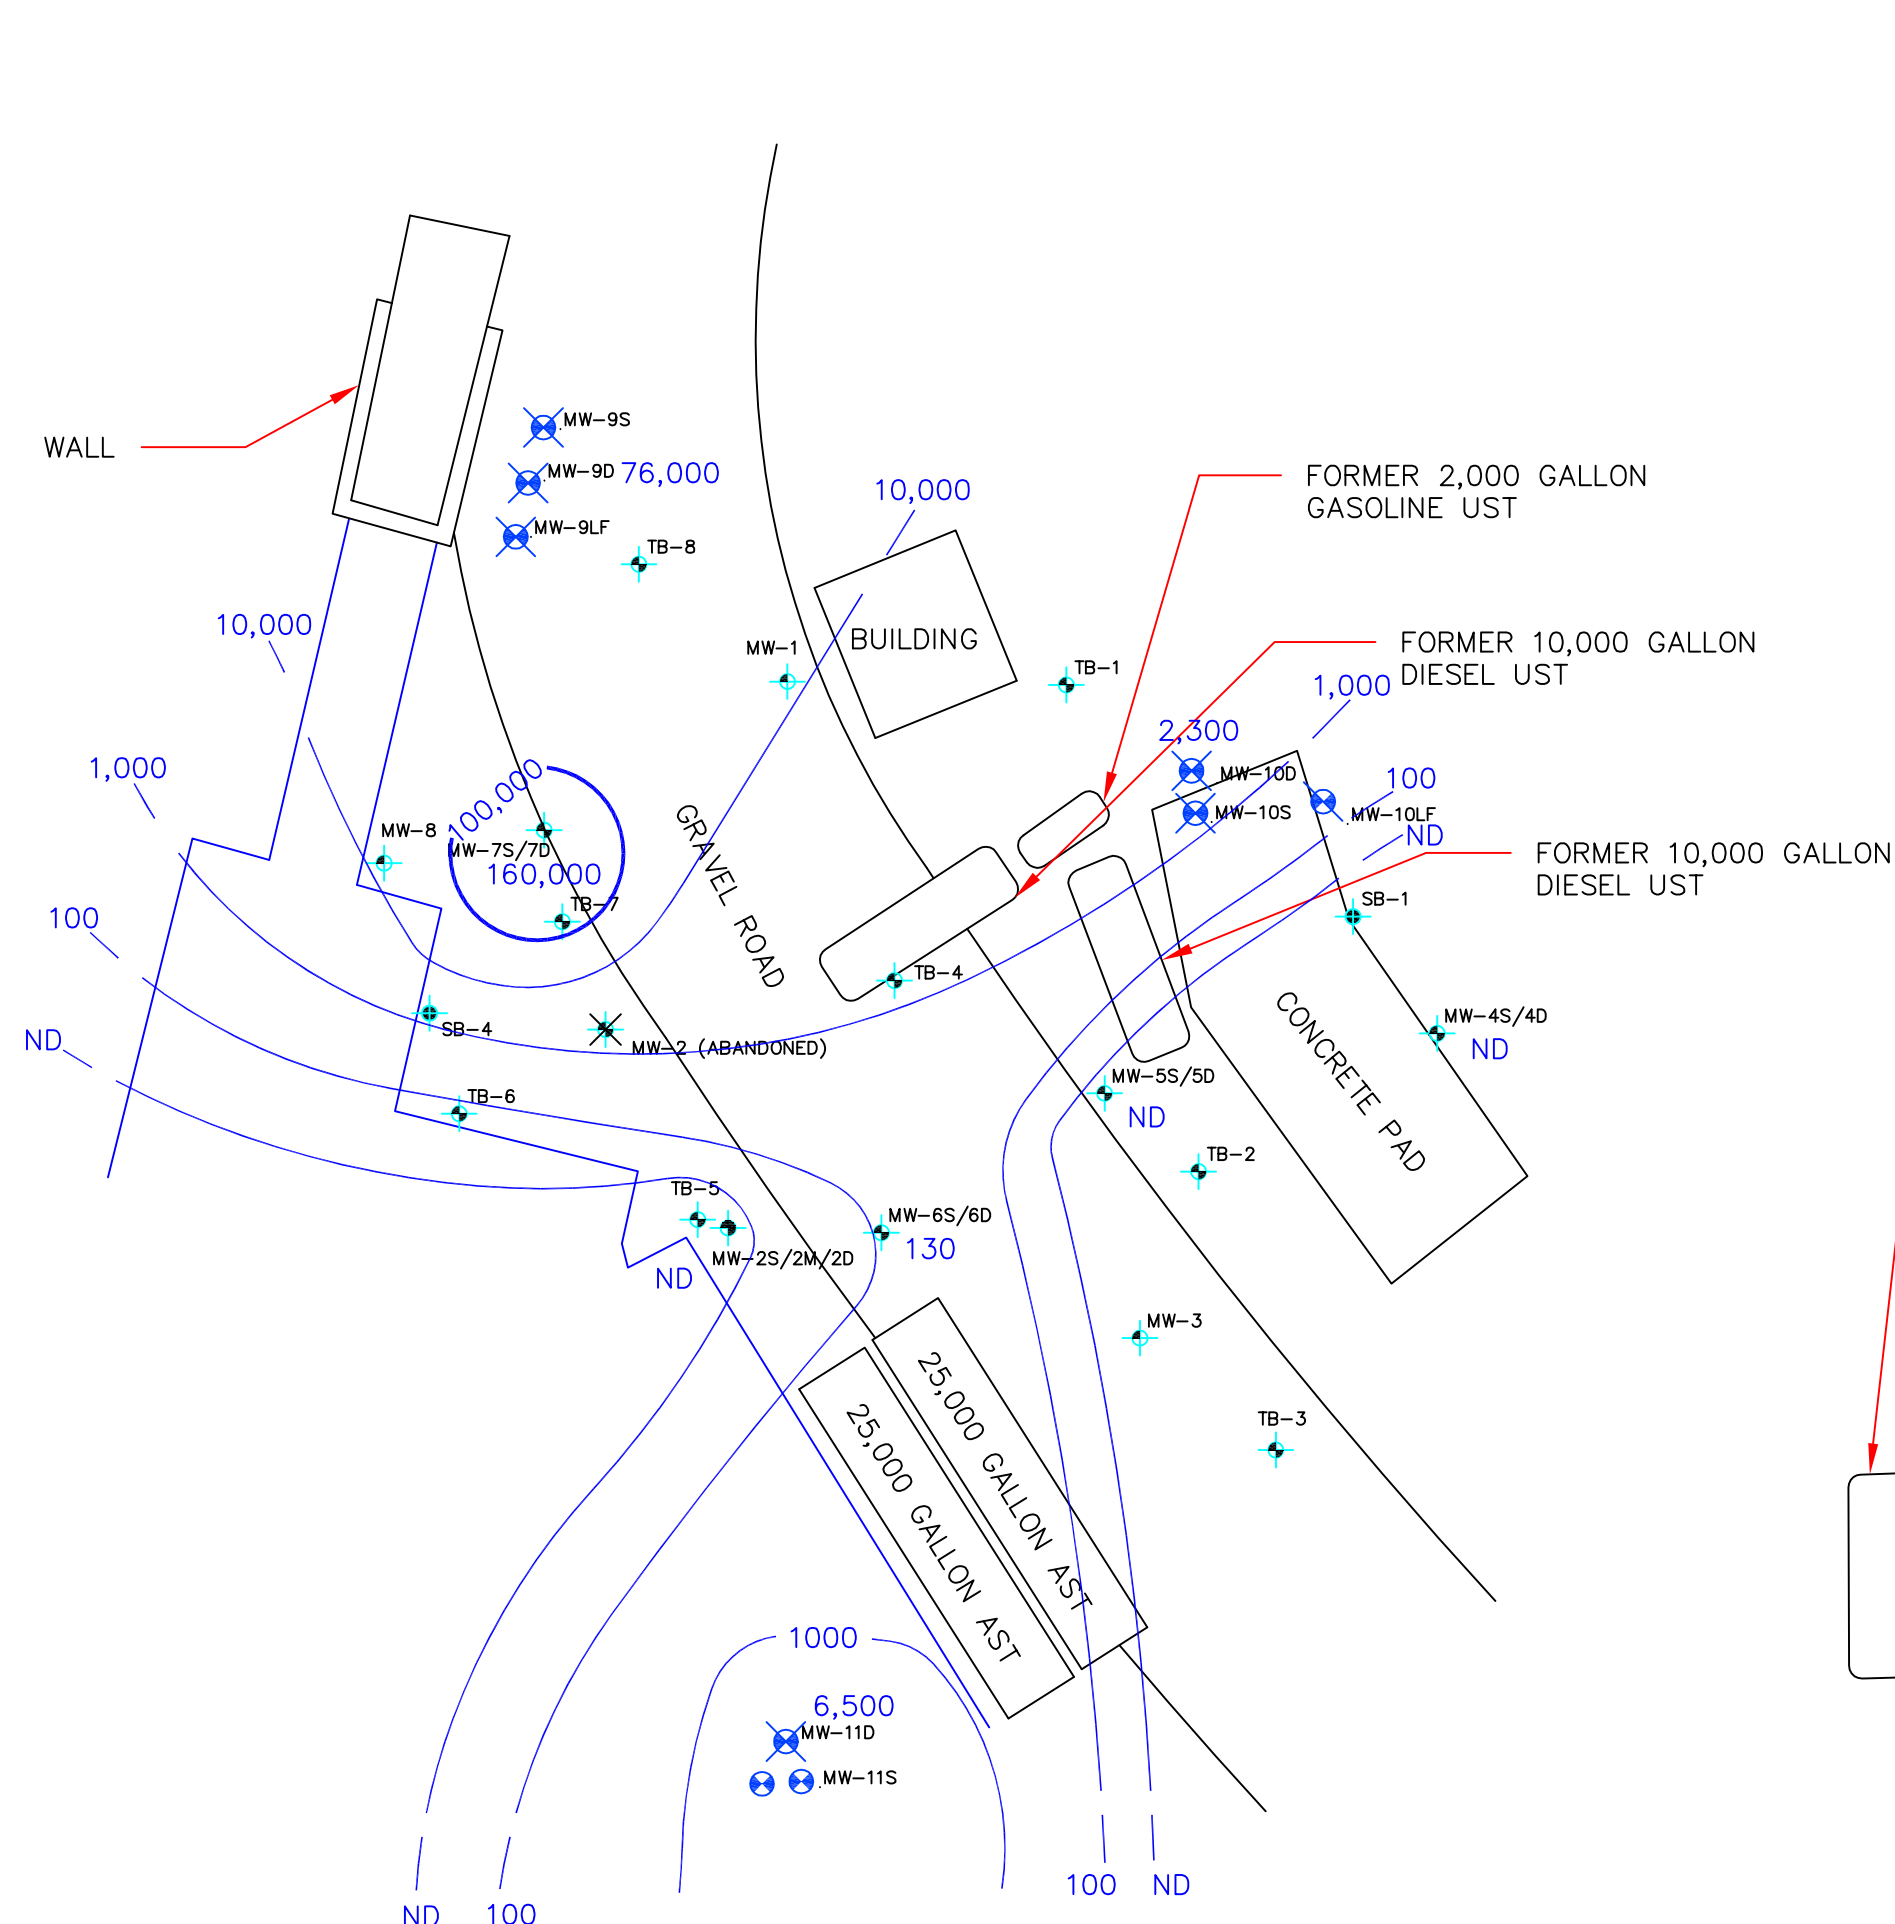 MW-9S
WALL
MW-9D
76,000
FORMER 2,000 GALLON
GASOLINE UST
10,000
MW-9LF
TB-8
10,000
BUILDING
MW-1
TB-1
FORMER 10,000 GALLON
DIESEL UST
1,000
2,300
1,000
MW-10D
100
100,000
MW-10S
MW-10LF
MW-8
MW-7S/7D
ND
160,000
GRAVEL ROAD
FORMER 10,000 GALLON
DIESEL UST
TB-7
SB-1
100
TB-4
SB-4
MW-4S/4D
ND
MW-2 (ABANDONED)
ND
CONCRETE PAD
MW-5S/5D
ND
TB-6
TB-2
TB-5
MW-6S/6D
130
MW-2S/2M/2D
ND
MW-3
25,000 GALLON AST
25,000 GALLON AST
TB-3
1000
6,500
MW-11D
MW-11S
100
ND
ND
100